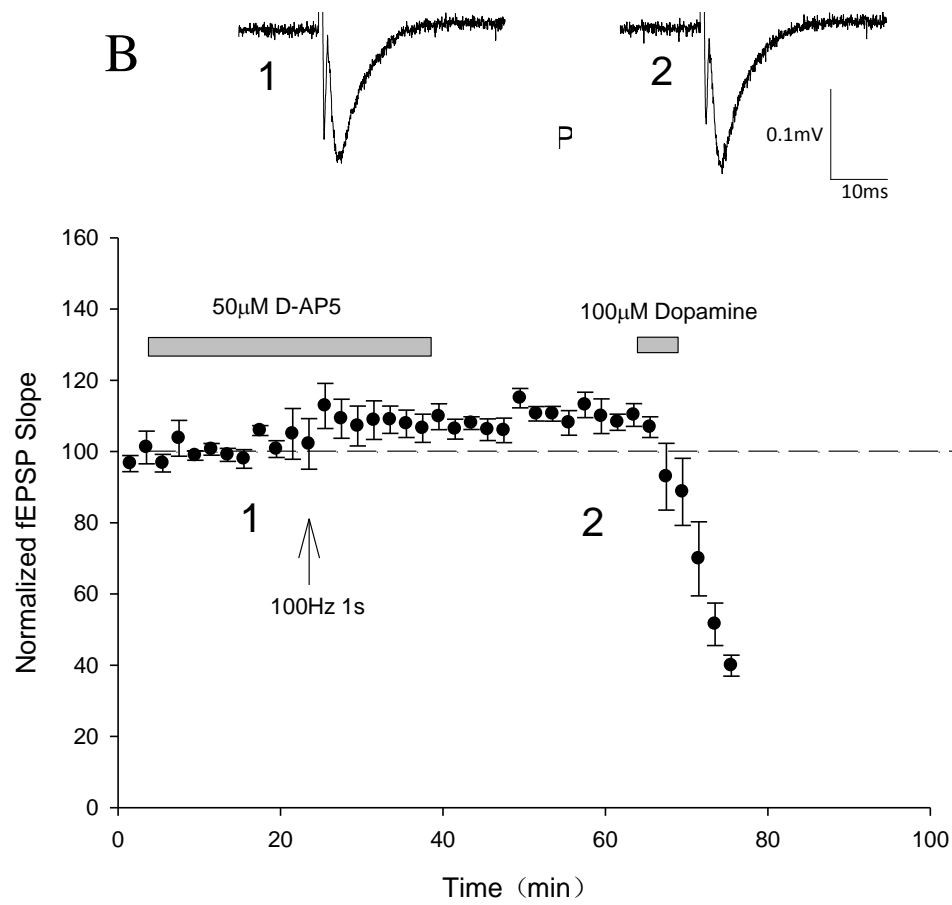 B
1
2
P
0.1mV
10ms
160
140
120
100
80
60
40
20
0
Normalized fEPSP Slope
50μM D-AP5
100μM Dopamine
1
2
100Hz 1s
0 20 40 60 80 100
Time（min）